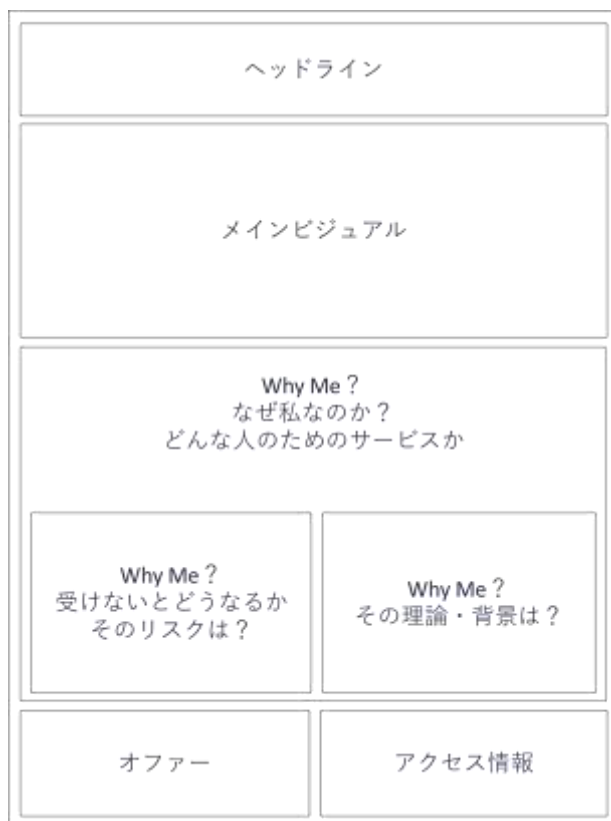 ヘッドライン
メインビジュアル
Why Me？
なぜ私なのか？
どんな人のためのサービスか
Why Me？
受けないとどうなるか
そのリスクは？
Why Me？
その理論・背景は？
オファー
アクセス情報